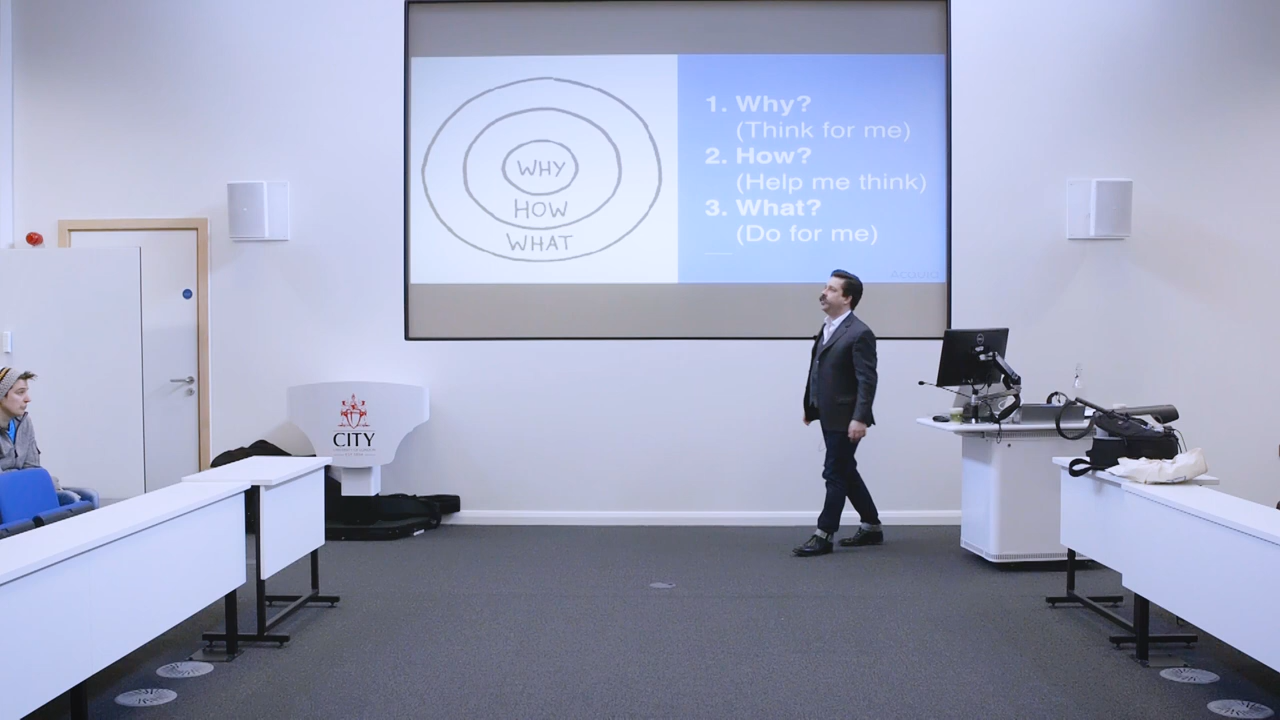 WHY
HOW
WHAT
1. Why?
(Think for me)
2. How?
(Help me think)
3. What?
(Do for me)
CITY